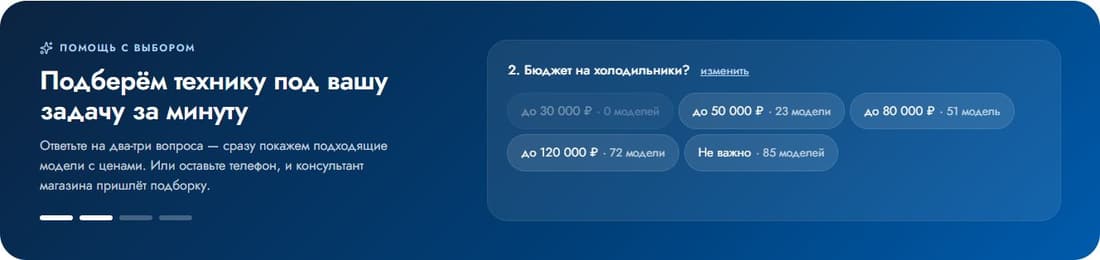 ПОМОЩЬ С ВЫБОРОМ
Подберём технику под вашу
задачу за минуту
Ответьте на два-три вопроса — сразу покажем подходящие
модели с ценами. Или оставьте телефон, и консультант
магазина пришлёт подборку.
2. Бюджет на холодильники? изменить
до 30 000 ₽ · 0 моделей до 50 000 ₽ · 23 модели до 80 000 ₽ · 51 модель
до 120 000 ₽ · 72 модели Не важно · 85 моделей